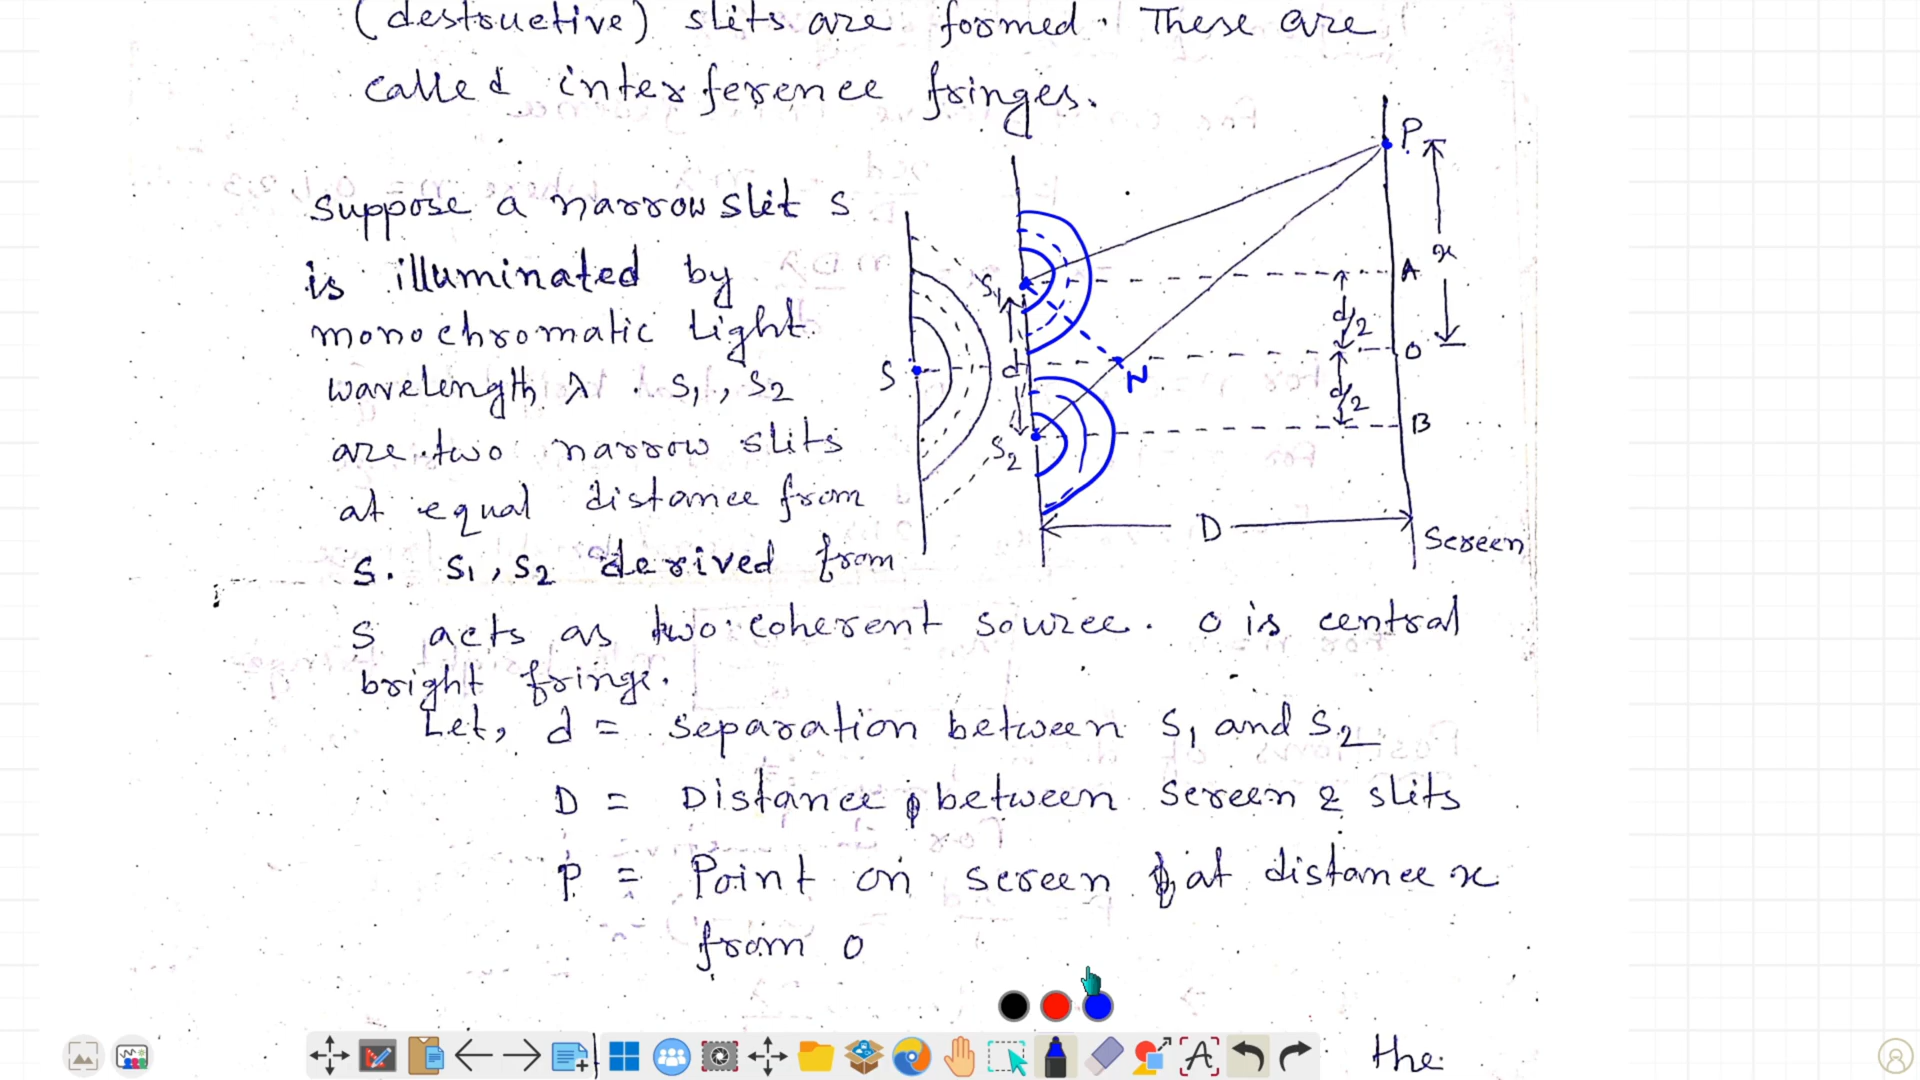 (destructive) slits are formed. These are
called interference fringes.
Suppose a narrow slit S
is illuminated by
monochromatic light
wavelength λ. S1, S2
are two narrow slits
at equal distance from
S. S1, S2 derived from
S acts as two coherent source. O is central
bright fringe.
Let, d = separation between S1 and S2
D = Distance between screen & slits
P = Point on screen at distance x
from O
the
P
x
A
S1
d/2
O
S
d
N
d/2
B
S2
D
Screen
A